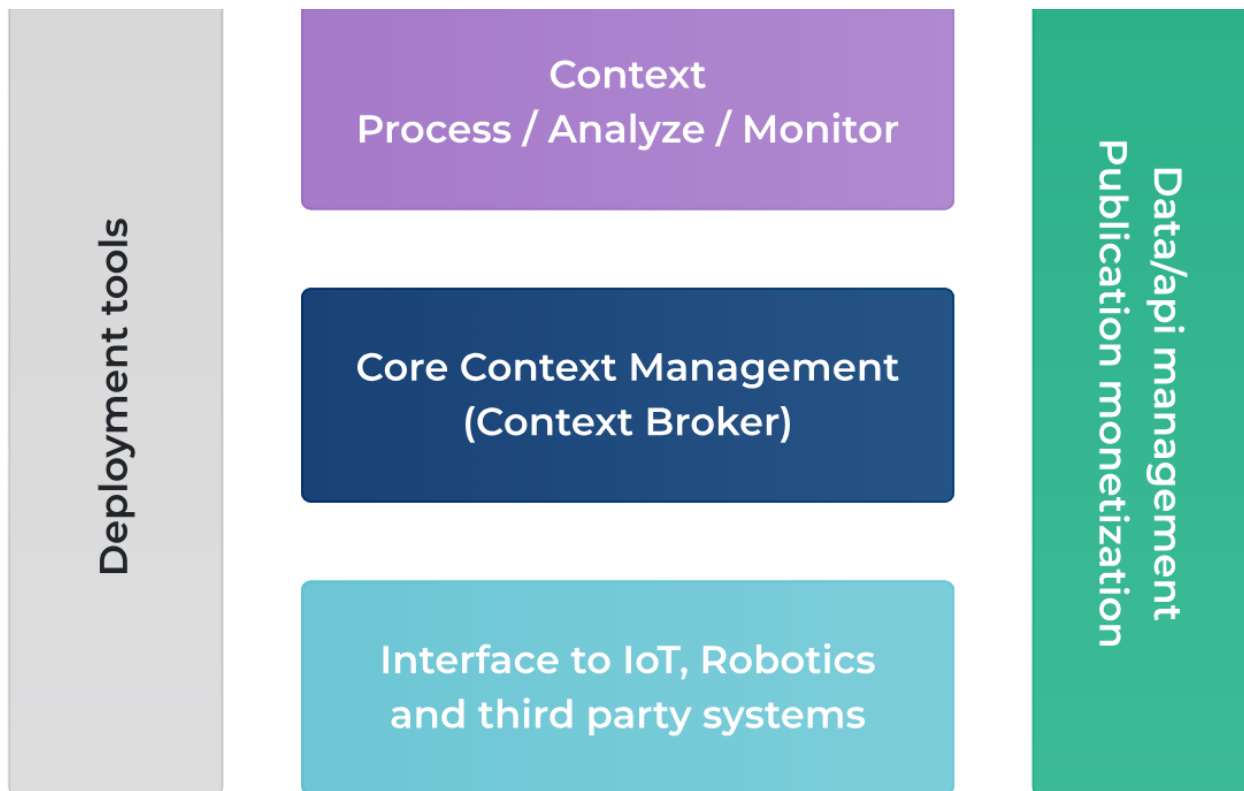 Deployment tools
Context
Process / Analyze / Monitor
Core Context Management
(Context Broker)
Interface to IoT, Robotics
and third party systems
Data/api management
Publication monetization